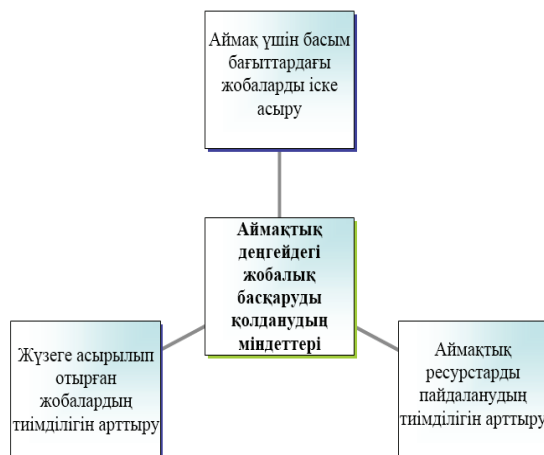 Аймақ үшін басым
бағыттардағы
жобаларды іске
асыру
Аймақтық
деңгейдегі
жобалық
басқаруды
қолданудың
міндеттері
Жүзеге асырылып
отырған
жобалардың
тиімділігін арттыру
Аймақтық
ресурстарды
пайдаланудың
тиімділігін арттыру